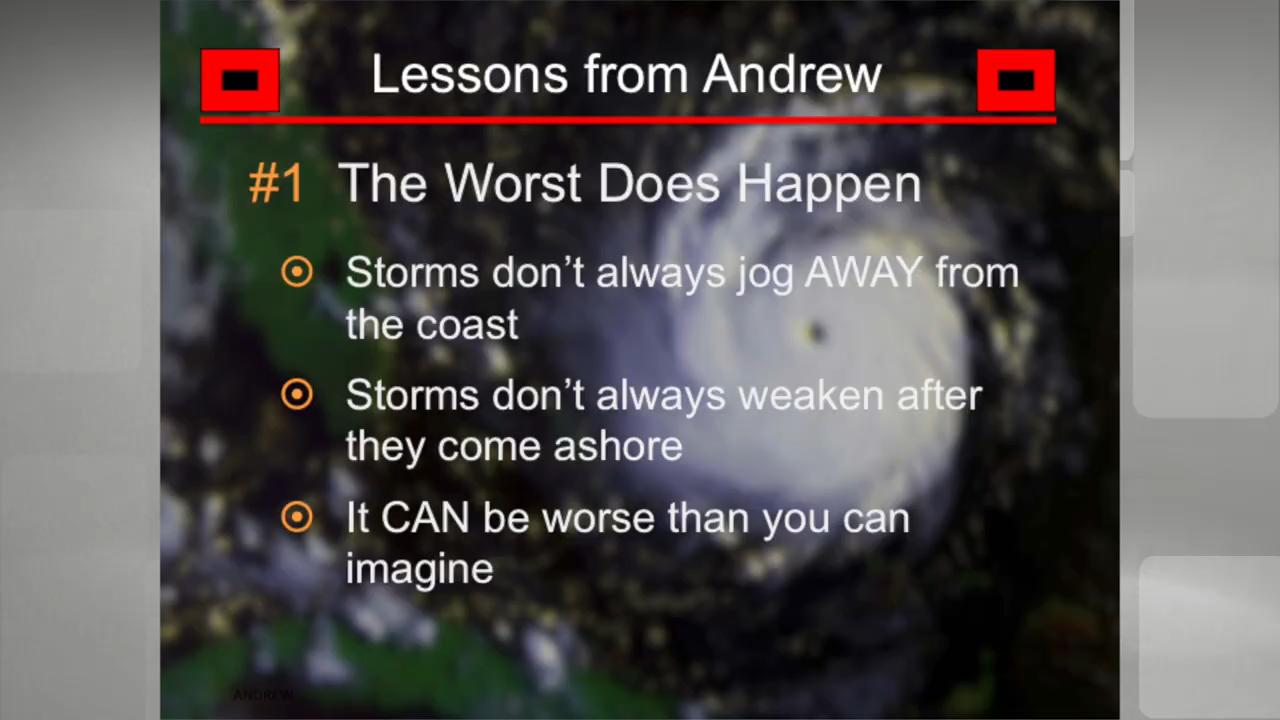 Lessons from Andrew
#1 The Worst Does Happen
Storms don’t always jog AWAY from
the coast
Storms don’t always weaken after
they come ashore
It CAN be worse than you can
imagine
ANDREW